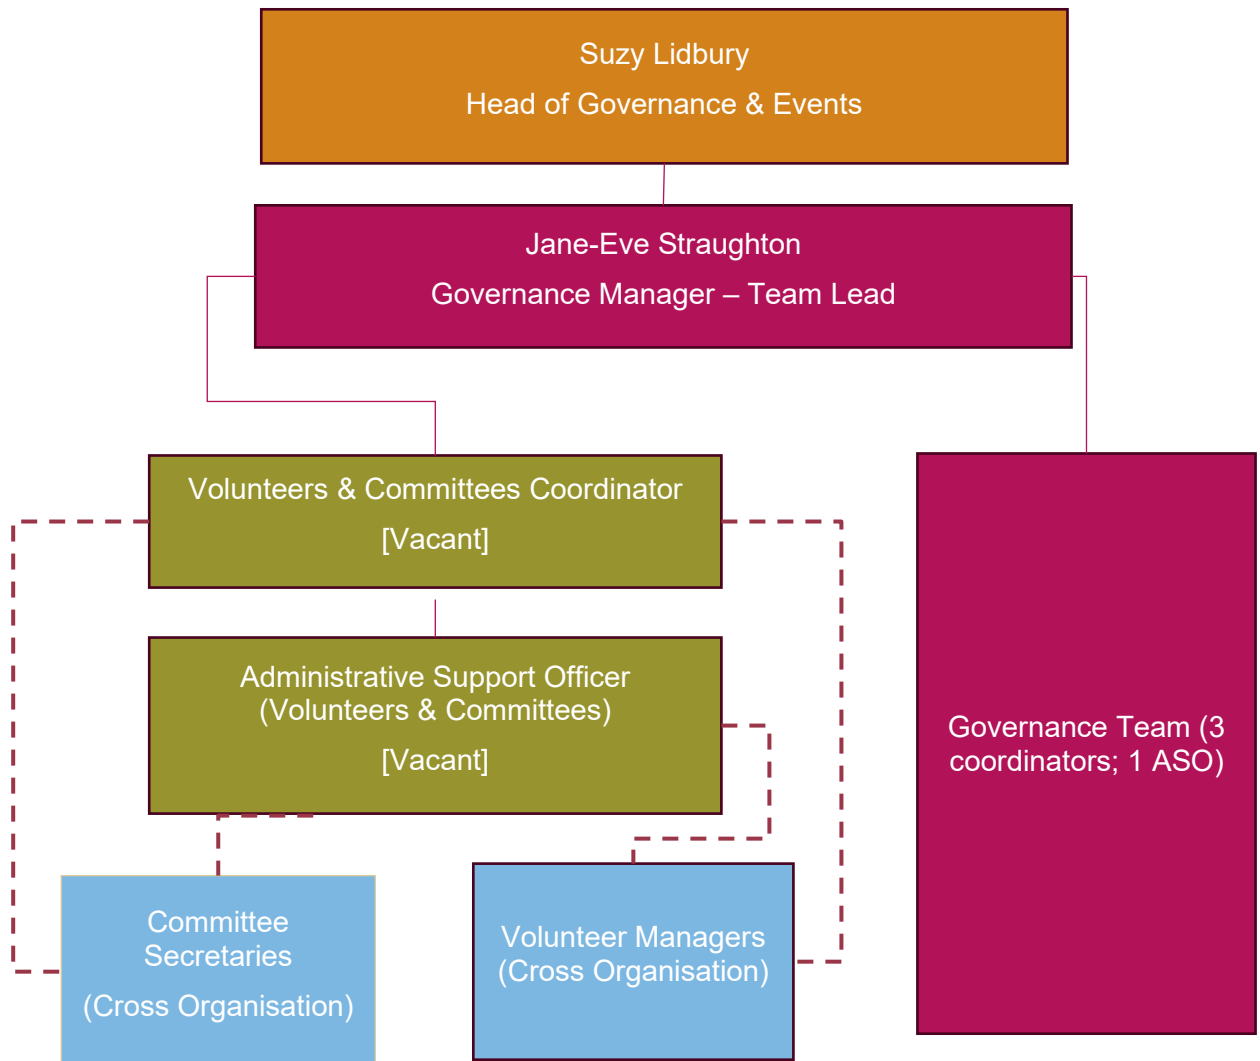 Suzy Lidbury
Head of Governance & Events
Jane-Eve Straughton
Governance Manager – Team Lead
Volunteers & Committees Coordinator
[Vacant]
Administrative Support Officer
(Volunteers & Committees)
[Vacant]
Governance Team (3
coordinators; 1 ASO)
Committee
Secretaries
(Cross Organisation)
Volunteer Managers
(Cross Organisation)